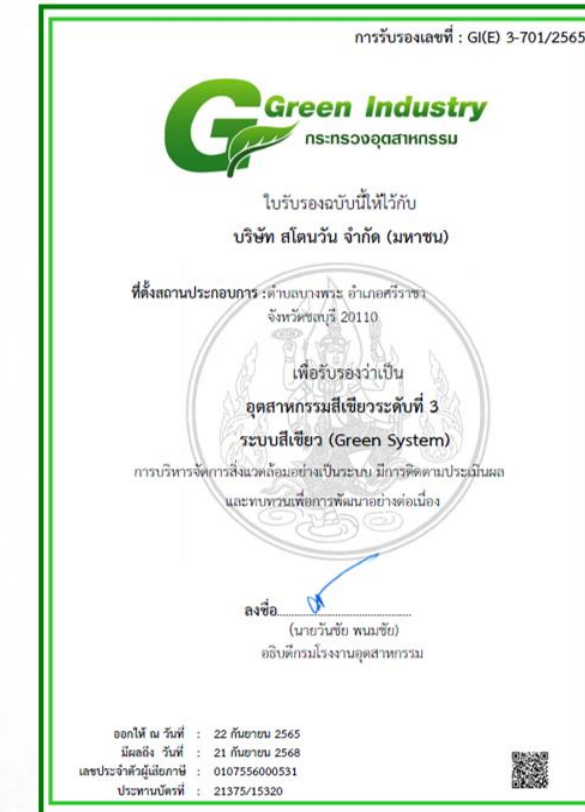 การรับรองเลขที่ : GI(E) 3-701/2565
Green Industry
กระทรวงอุตสาหกรรม
ใบรับรองฉบับนี้ให้ไว้กับ
บริษัท สโตนวัน จำกัด (มหาชน)
ที่ตั้งสถานประกอบการ : ตำบลบางพระ อำเภอศรีราชา
จังหวัดชลบุรี 20110
เพื่อรับรองว่าเป็น
อุตสาหกรรมสีเขียวระดับที่ 3
ระบบสีเขียว (Green System)
การบริหารจัดการสิ่งแวดล้อมอย่างเป็นระบบ มีการติดตามประเมินผล
และทบทวนเพื่อการพัฒนาอย่างต่อเนื่อง
ลงชื่อ
(นายวันชัย พนมชัย)
อธิบดีกรมโรงงานอุตสาหกรรม
ออกให้ ณ วันที่ : 22 กันยายน 2565
มีผลถึง วันที่ : 21 กันยายน 2568
เลขประจำตัวผู้เสียภาษี : 0107556000531
ประทานบัตรที่ : 21375/15320